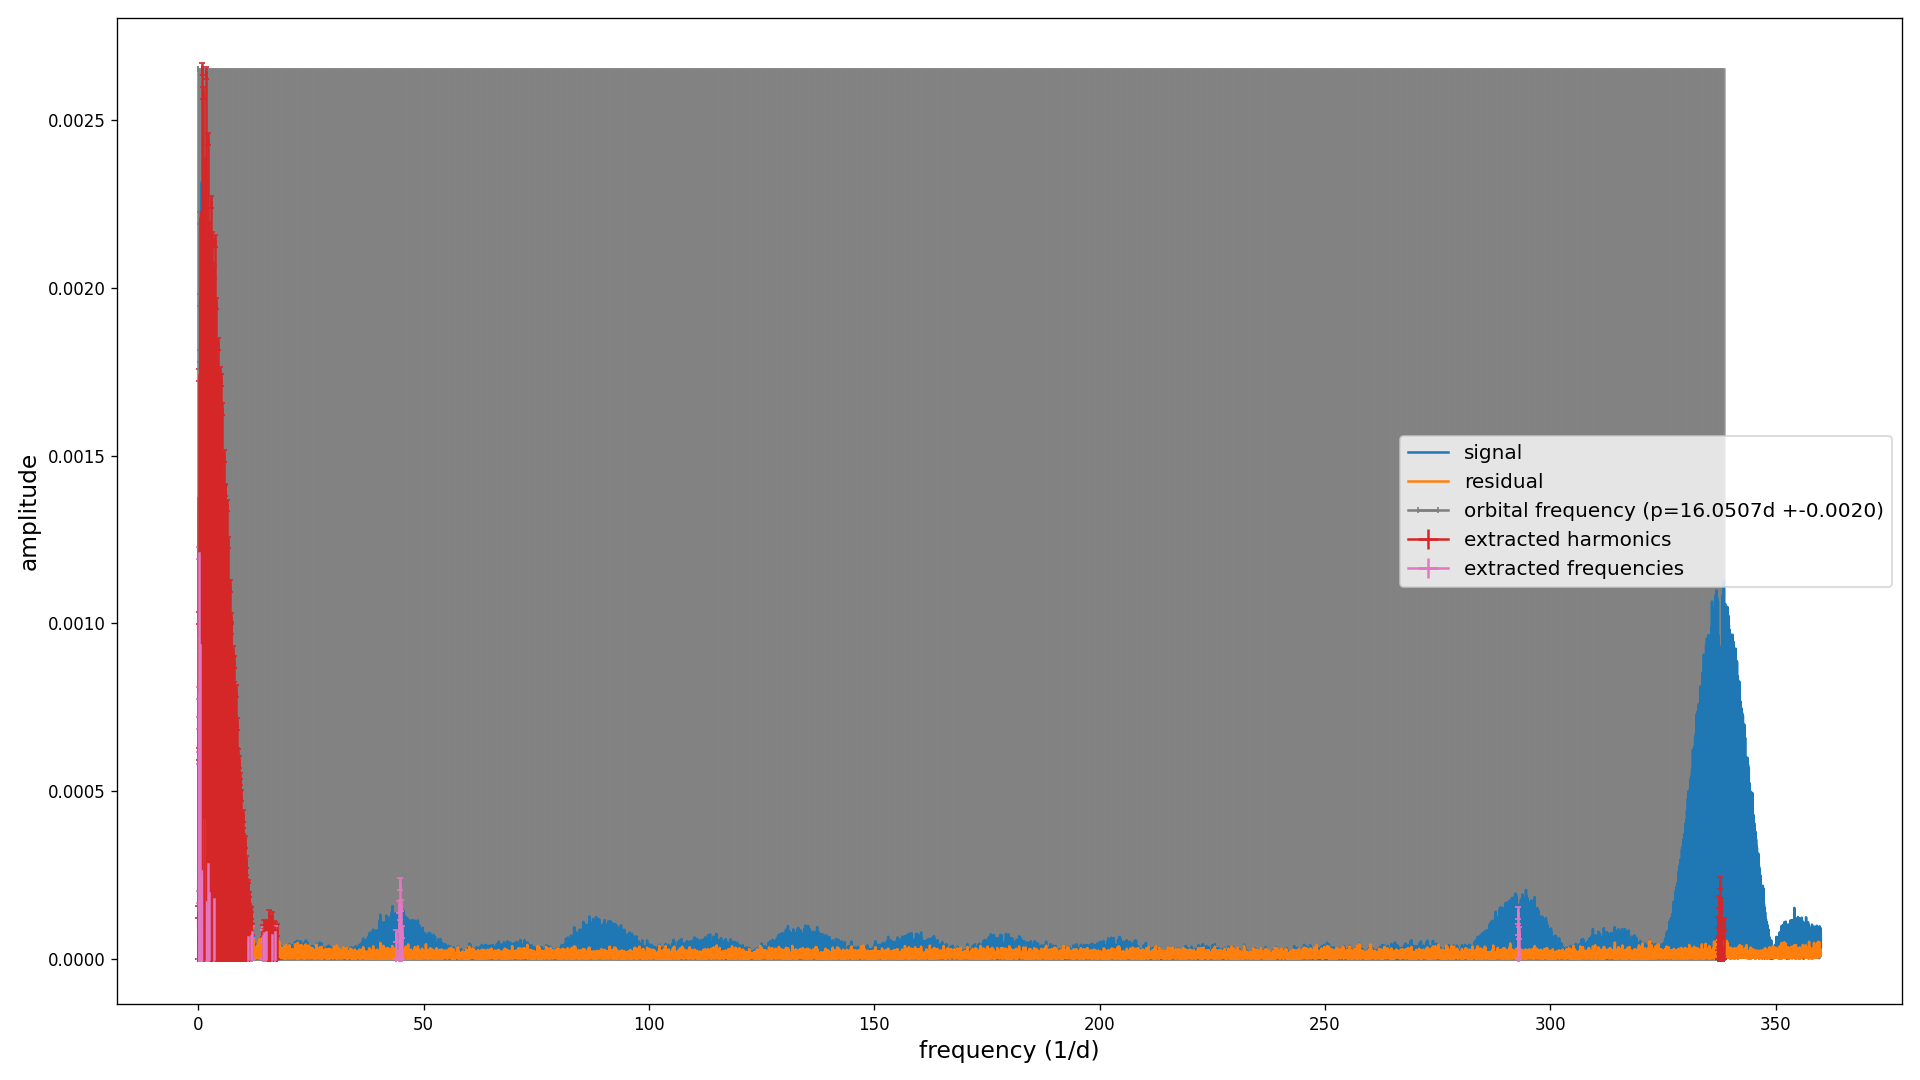 0.0025
0.0020
0.0015
0.0010
0.0005
0.0000
amplitude
signal
residual
orbital frequency (p=16.0507d +-0.0020)
extracted harmonics
extracted frequencies
0 50 100 150 200 250 300 350
frequency (1/d)